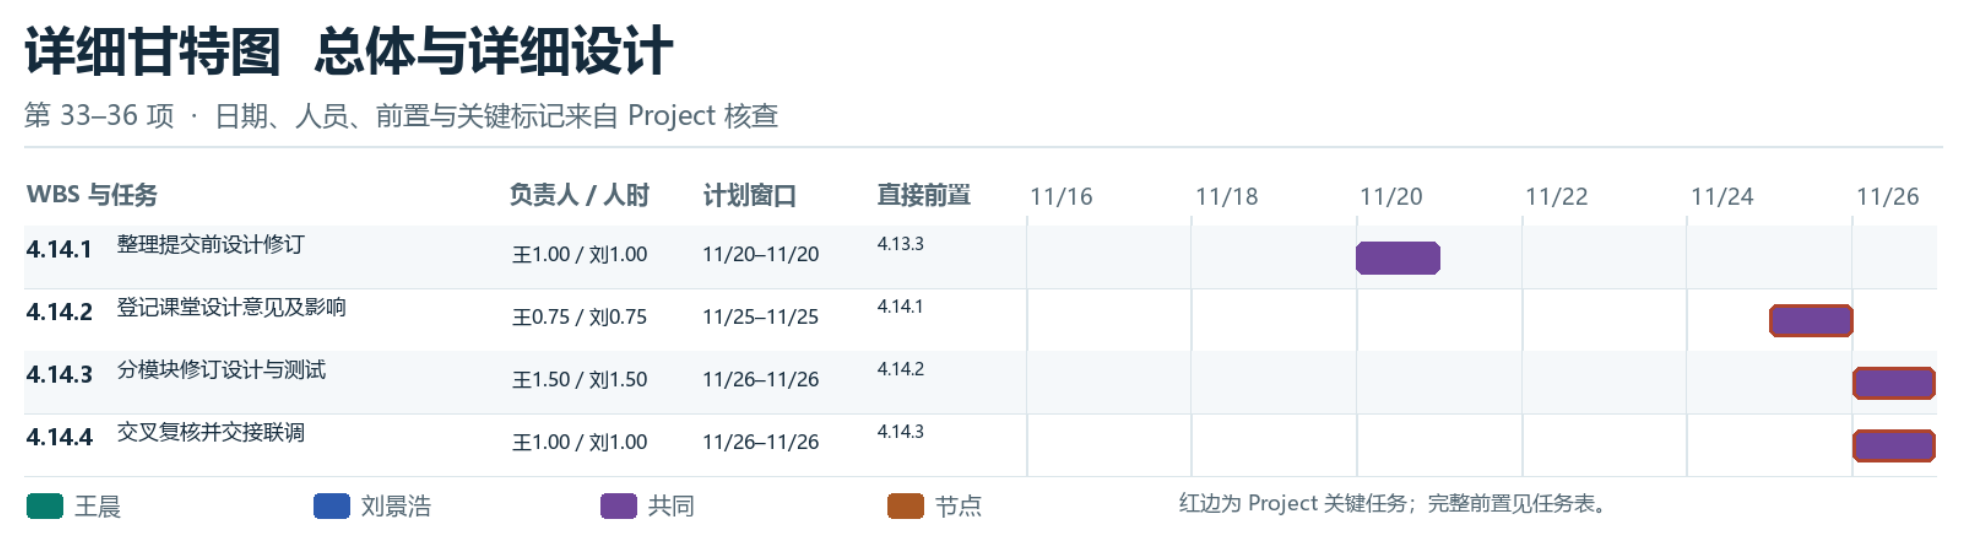 详细甘特图 总体与详细设计
第 33–36 项 · 日期、人员、前置与关键标记来自 Project 核查
WBS 与任务 负责人 / 人时 计划窗口 直接前置 11/16 11/18 11/20 11/22 11/24 11/26
4.14.1 整理提交前设计修订 王1.00 / 刘1.00 11/20–11/20 4.13.3
4.14.2 登记课堂设计意见及影响 王0.75 / 刘0.75 11/25–11/25 4.14.1
4.14.3 分模块修订设计与测试 王1.50 / 刘1.50 11/26–11/26 4.14.2
4.14.4 交叉复核并交接联调 王1.00 / 刘1.00 11/26–11/26 4.14.3
王晨 刘景浩 共同 节点 红边为 Project 关键任务；完整前置见任务表。